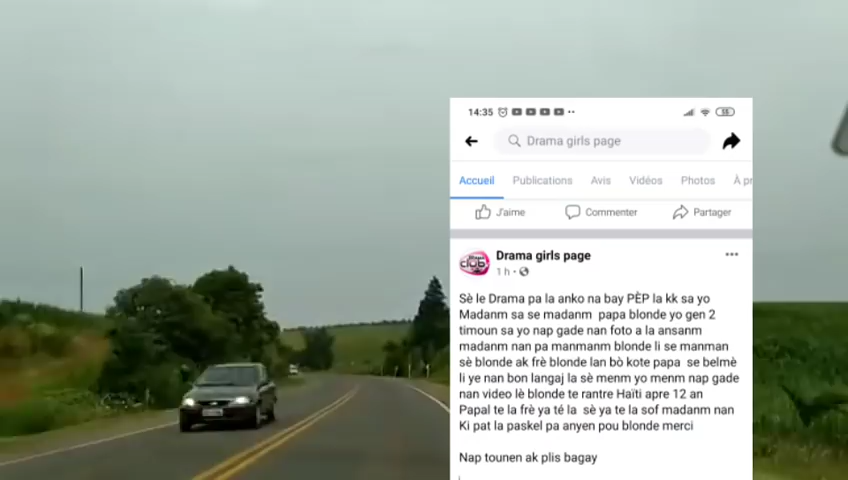 14:35
Drama girls page
Accueil Publications Avis Vidéos Photos À pr
J'aime Commenter Partager
Drama girls page
1 h
Sè le Drama pa la anko na bay PÈP la kk sa yo
Madanm sa se madanm papa blonde yo gen 2
timoun sa yo nap gade nan foto a la ansanm
madanm nan pa manmanm blonde li se manman
sè blonde ak frè blonde lan bò kote papa se belmè
li ye nan bon langaj la sè menm yo menm nap gade
nan video lè blonde te rantre Haïti apre 12 an
Papal te la frè ya té la sè ya te la sof madanm nan
Ki pat la paskel pa anyen pou blonde merci
Nap tounen ak plis bagay